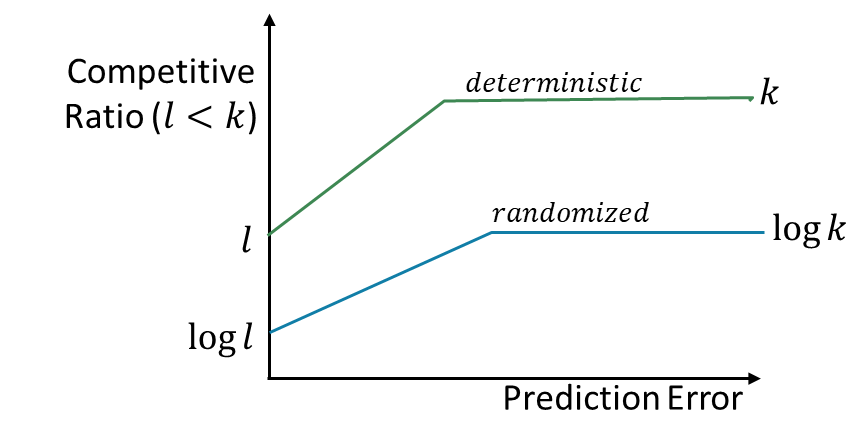 Competitive
Ratio (l < k)
deterministic
k
randomized
log k
l
log l
Prediction Error